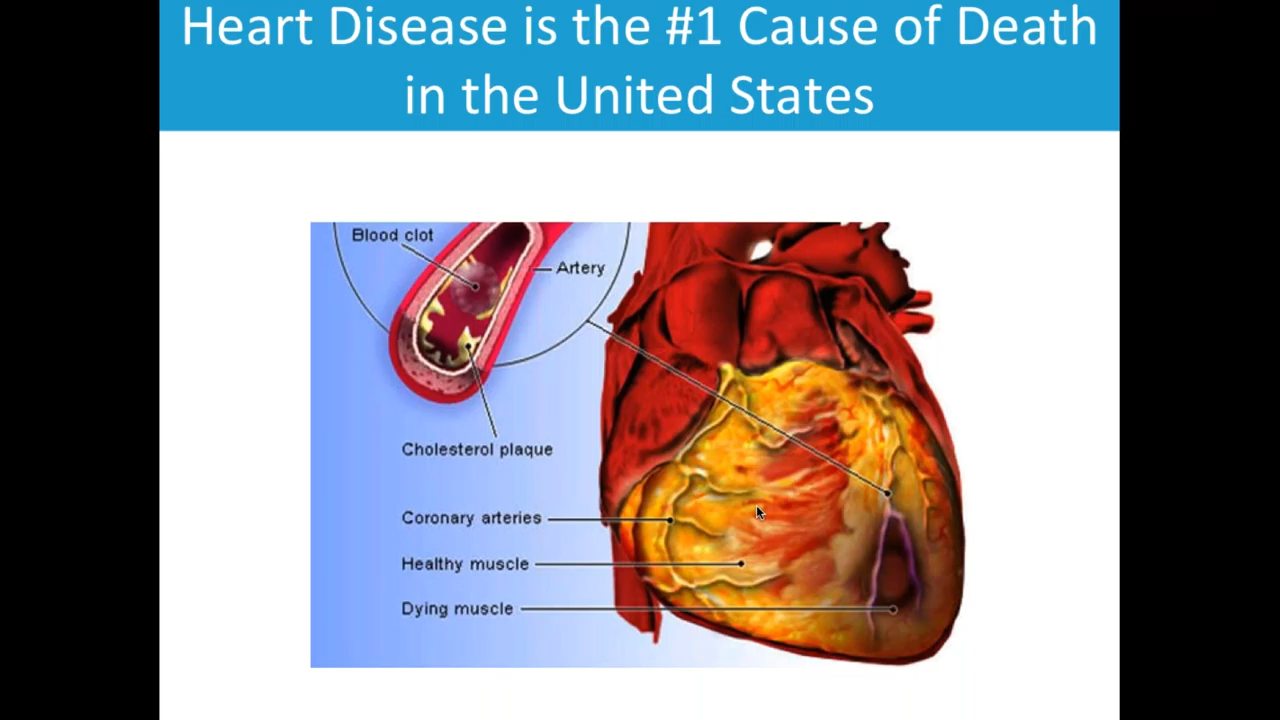 Heart Disease is the #1 Cause of Death
in the United States
Blood clot
Artery
Cholesterol plaque
Coronary arteries
Healthy muscle
Dying muscle